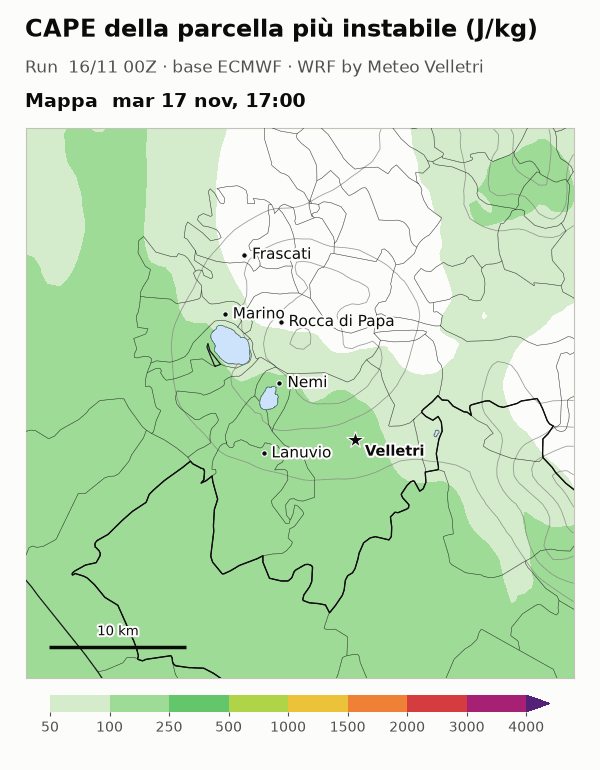 CAPE della parcella più instabile (J/kg)
Run  16/11 00Z · base ECMWF · WRF by Meteo Velletri
Mappa  mar 17 nov, 17:00
Frascati
Marino
Rocca di Papa
Nemi
Velletri
Lanuvio
10 km
50 100 250 500 1000 1500 2000 3000 4000